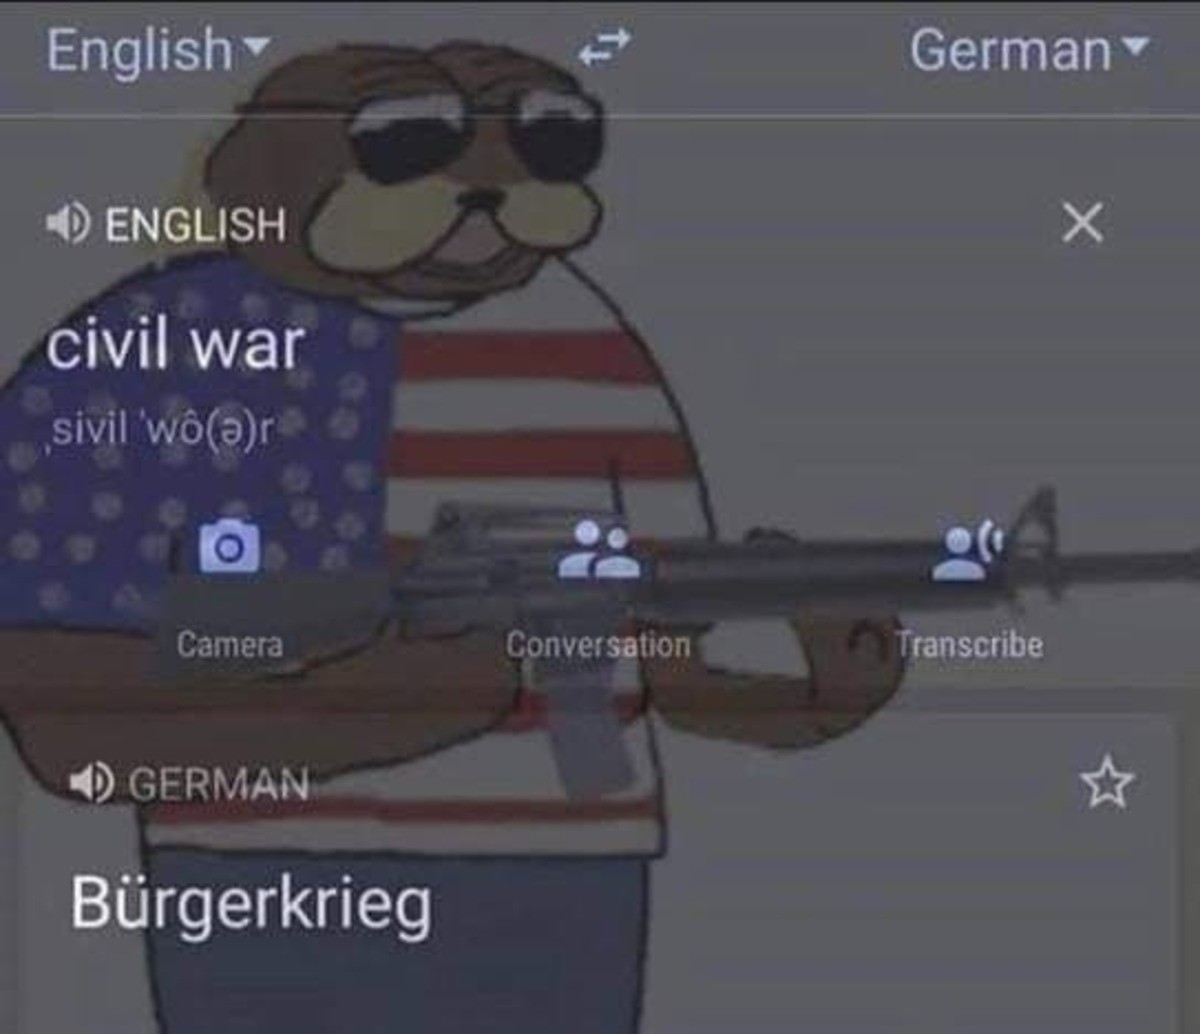 English German
ENGLISH
civil war
ˌsivil ˈwô(ə)r
Camera Conversation Transcribe
GERMAN
Bürgerkrieg